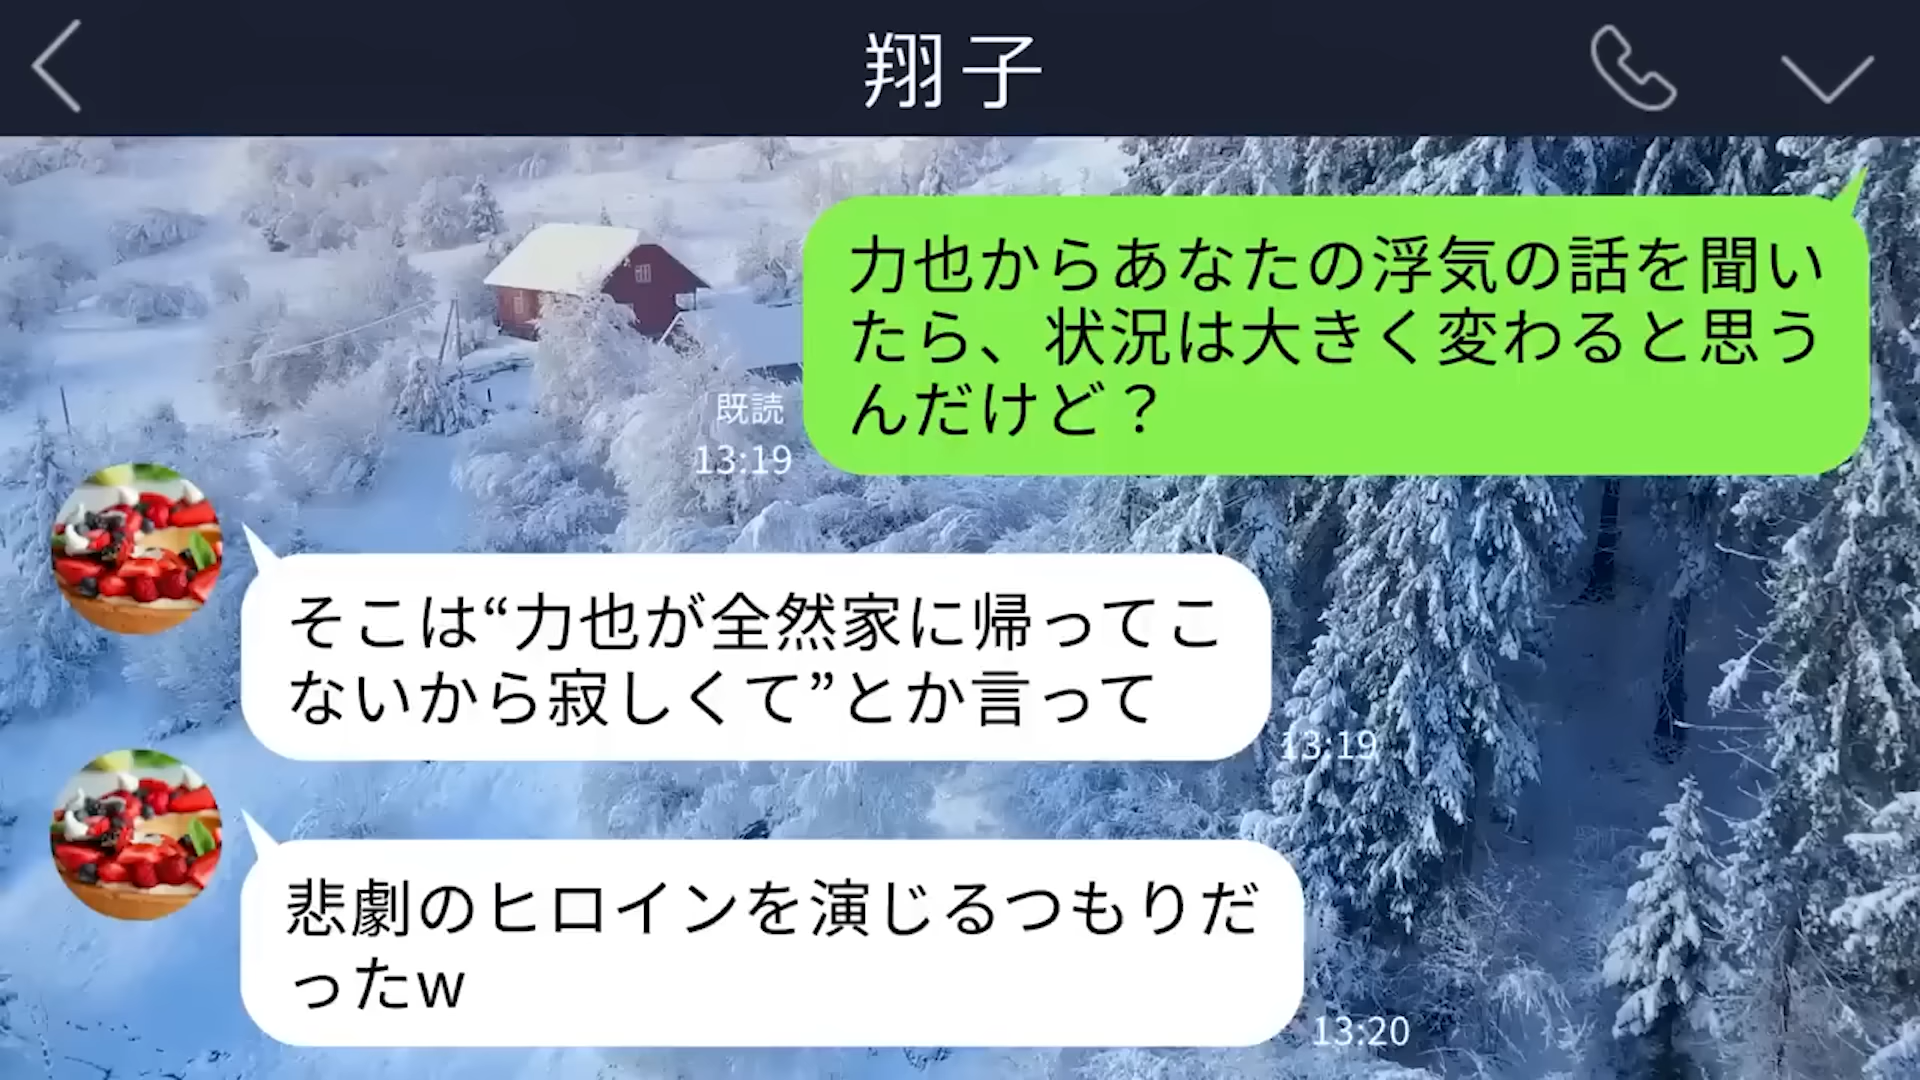 翔子
力也からあなたの浮気の話を聞い
たら、状況は大きく変わると思う
んだけど？
既読
13:19
そこは“力也が全然家に帰ってこ
ないから寂しくて”とか言って
13:19
悲劇のヒロインを演じるつもりだ
ったw
13:20